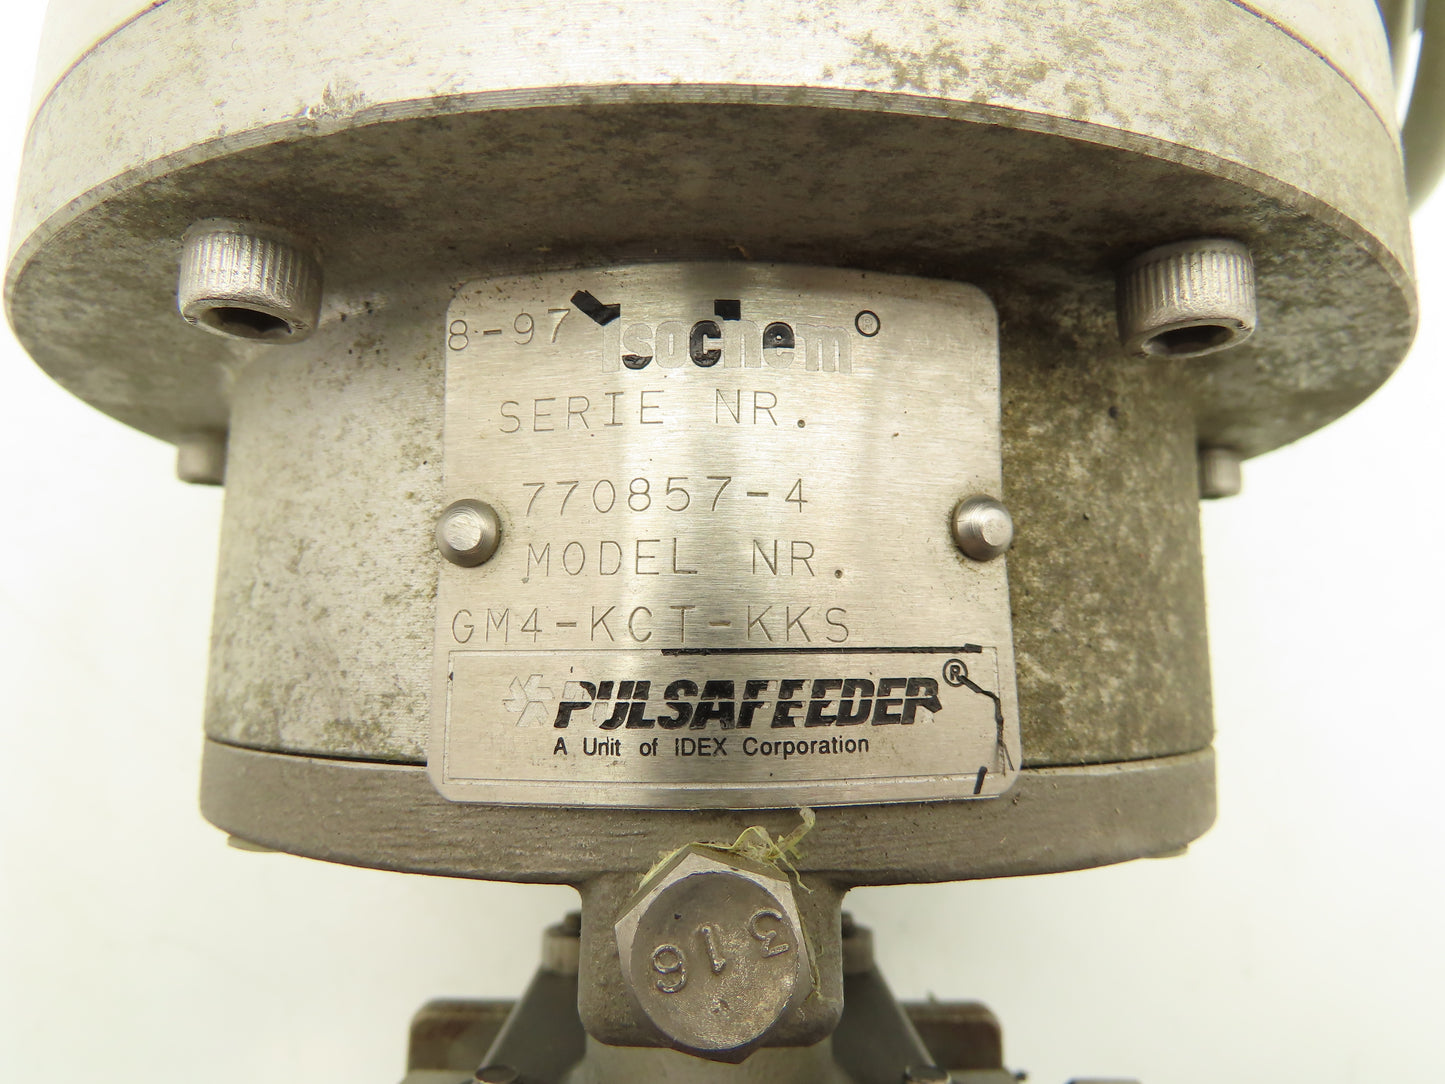 8-97 Isochem®
SERIE NR.
770857-4
MODEL NR.
GM4-KCT-KKS
PULSAFEEDER®
A Unit of IDEX Corporation
316